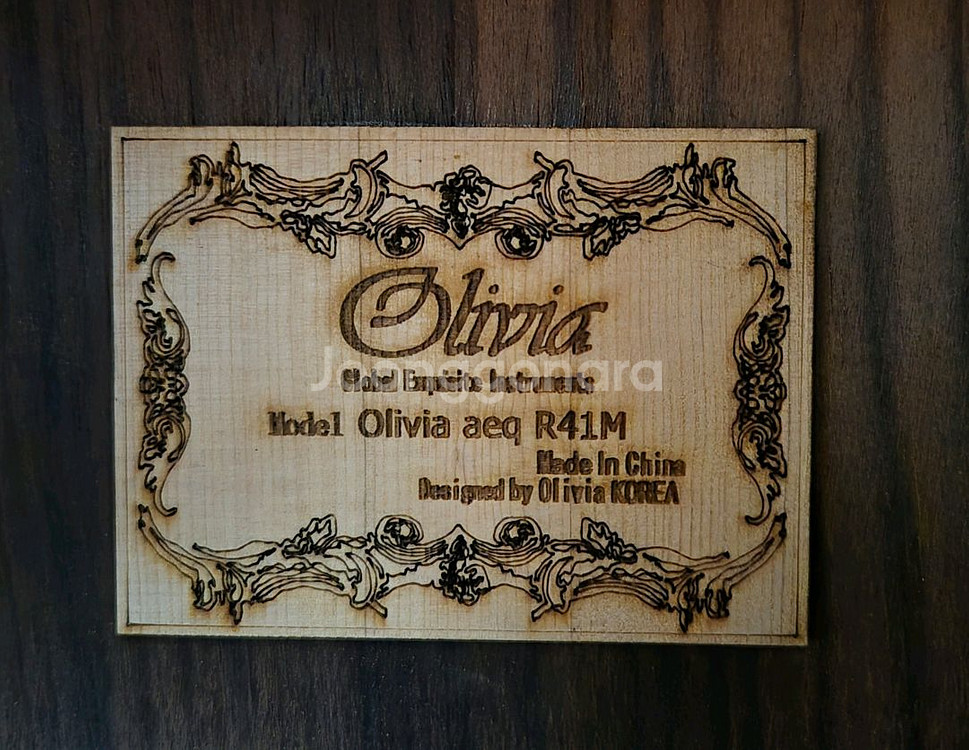 Olivia
Joonggonara
Global Exquisite Instruments
Model Olivia aeq R41M
Made In China
Designed by Olivia KOREA